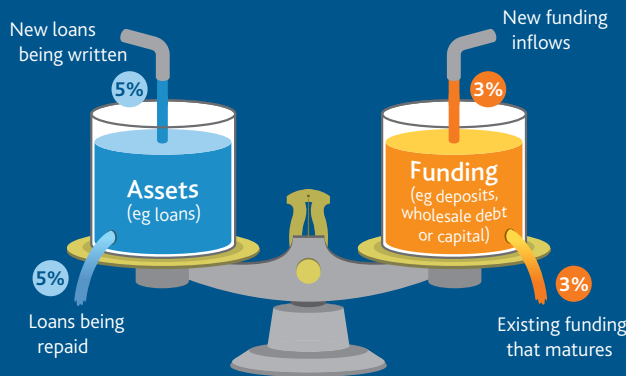 New loans
being written
5%
Assets
(eg loans)
5%
Loans being
repaid
New funding
inflows
3%
Funding
(eg deposits,
wholesale debt
or capital)
3%
Existing funding
that matures